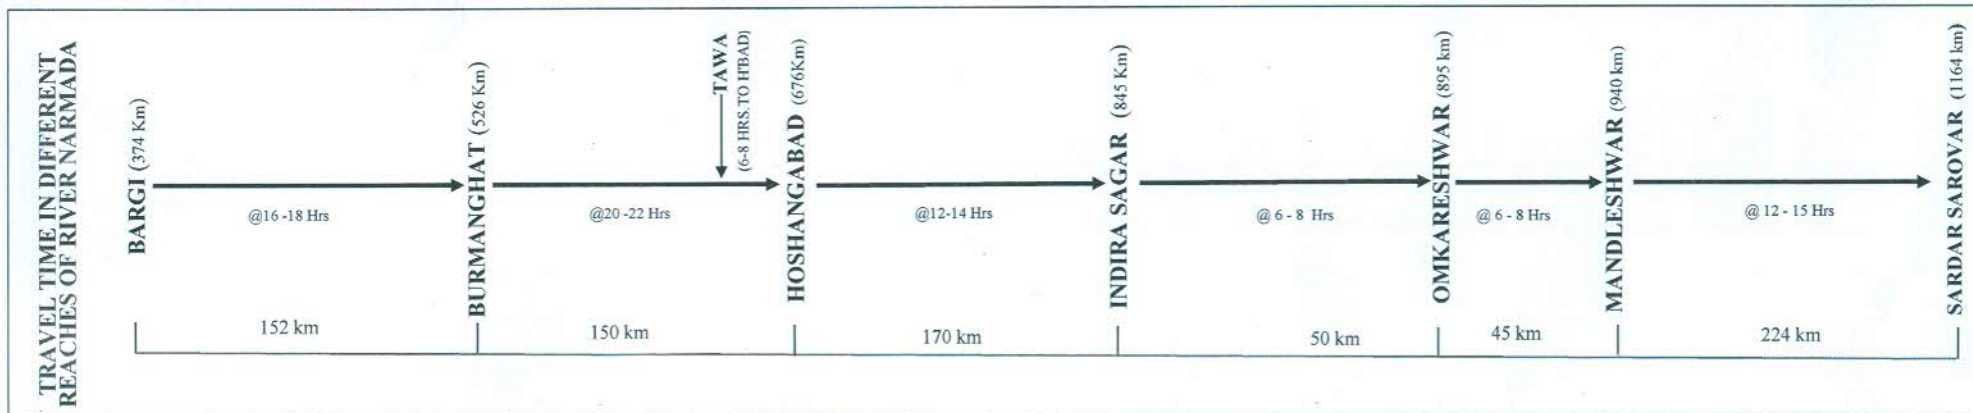 TRAVEL TIME IN DIFFERENT
REACHES OF RIVER NARMADA
BARGI (374 Km)
BURMANGHAT (526 Km)
TAWA
(6-8 HRS. TO H'BAD)
HOSHANGABAD (676Km)
INDIRA SAGAR (845 Km)
OMKARESHWAR (895 km)
MANDLESHWAR (940 km)
SARDAR SAROVAR (1164 km)
@16 -18 Hrs
@20 -22 Hrs
@12-14 Hrs
@ 6 - 8 Hrs
@ 6 - 8 Hrs
@ 12 - 15 Hrs
152 km
150 km
170 km
50 km
45 km
224 km